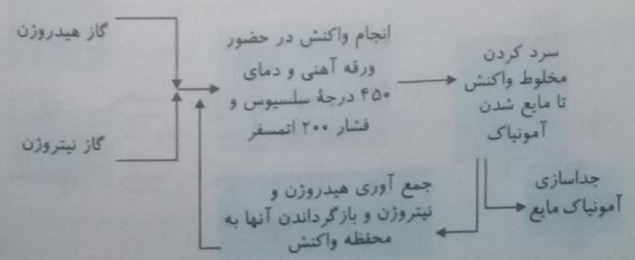 گاز هیدروژن
گاز نیتروژن
انجام واکنش در حضور
ورقه آهنی و دمای
۴۵۰ درجهٔ سلسیوس و
فشار ۲۰۰ اتمسفر
سرد کردن
مخلوط واکنش
تا مایع شدن
آمونیاک
جداسازی
آمونیاک مایع
جمع آوری هیدروژن و
نیتروژن و بازگرداندن آنها به
محفظه واکنش